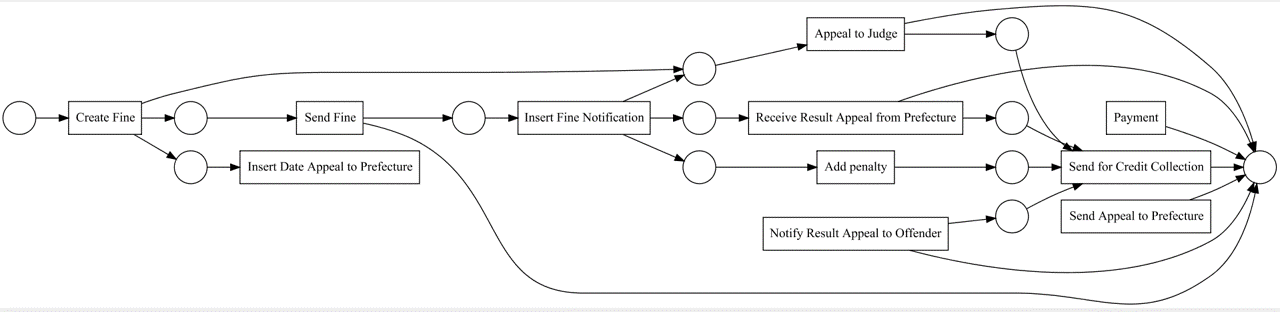 Appeal to Judge
Create Fine
Send Fine
Insert Fine Notification
Receive Result Appeal from Prefecture
Payment
Insert Date Appeal to Prefecture
Add penalty
Send for Credit Collection
Notify Result Appeal to Offender
Send Appeal to Prefecture